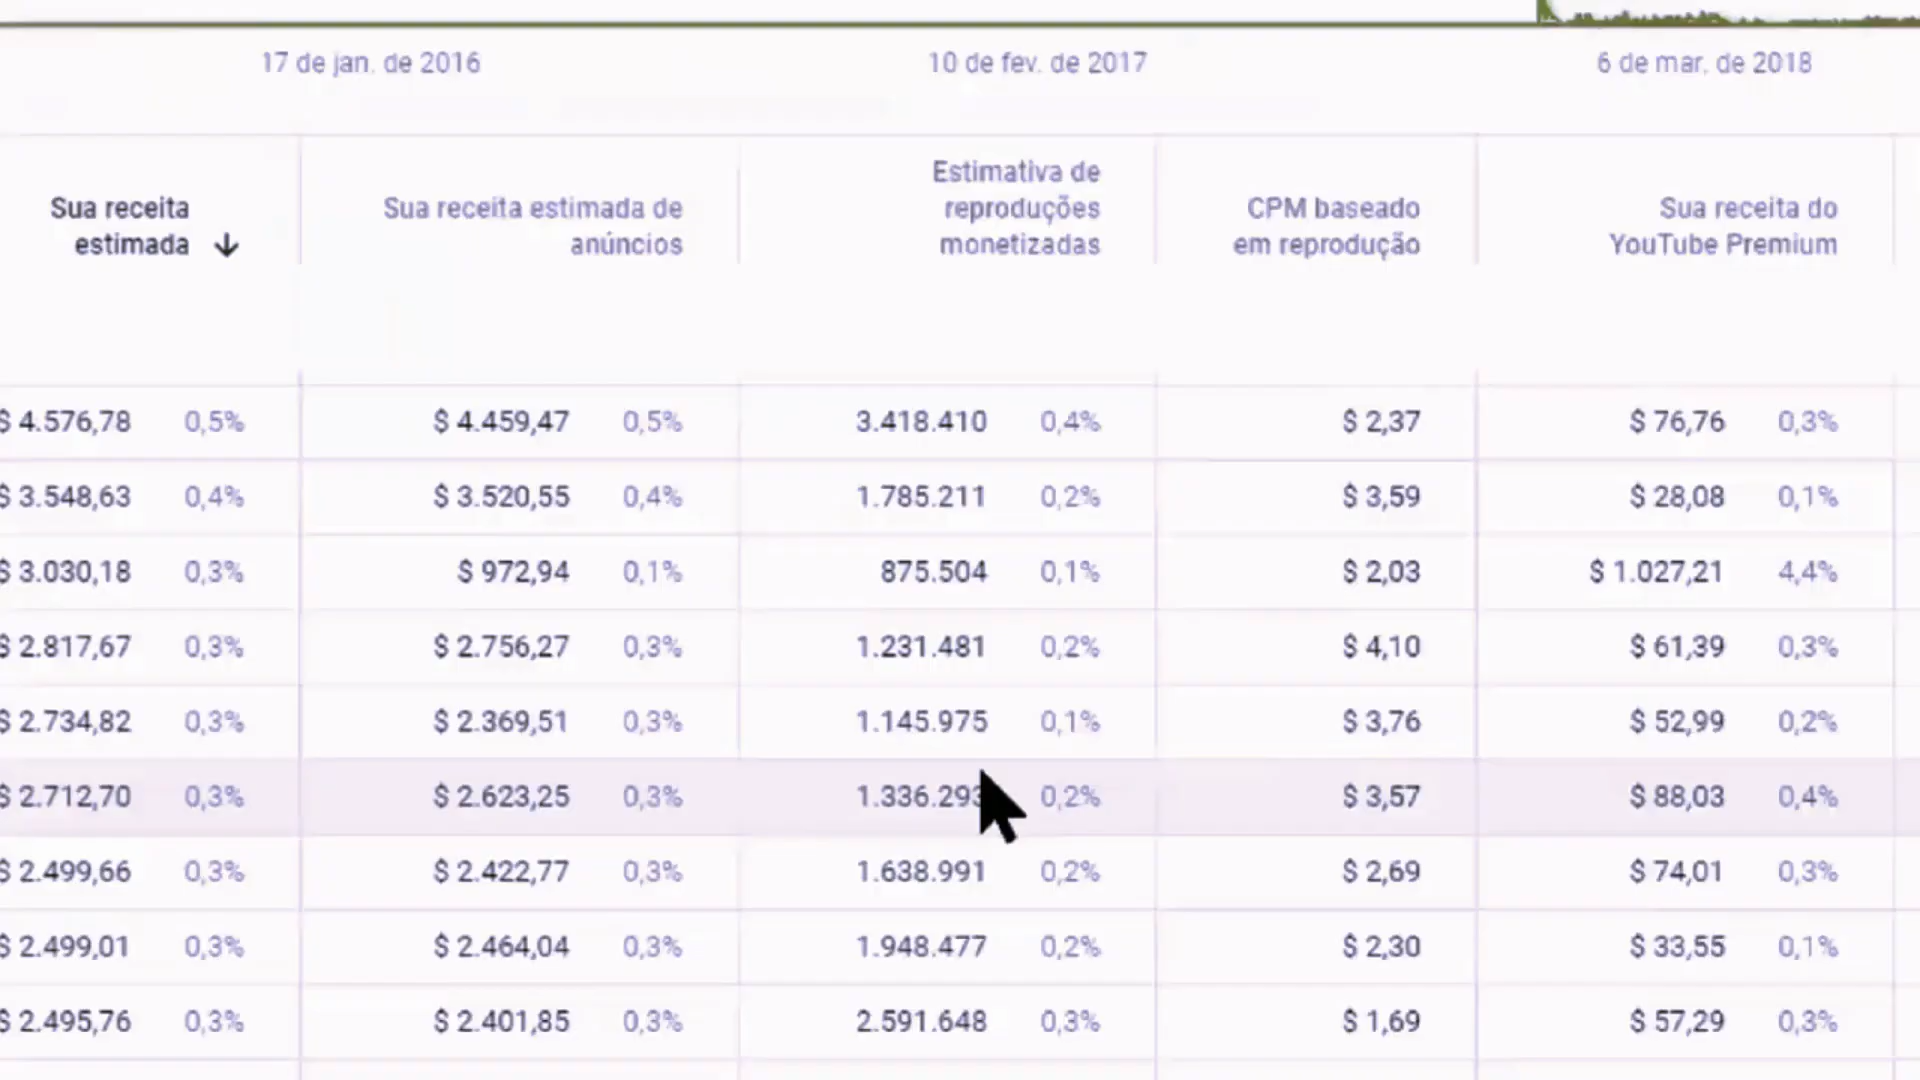 17 de jan. de 2016 10 de fev. de 2017 6 de mar. de 2018
Sua receita estimada Sua receita estimada de anúncios Estimativa de reproduções monetizadas CPM baseado em reprodução Sua receita do YouTube Premium
$ 4.576,78 0,5% $ 4.459,47 0,5% 3.418.410 0,4% $ 2,37 $ 76,76 0,3%
$ 3.548,63 0,4% $ 3.520,55 0,4% 1.785.211 0,2% $ 3,59 $ 28,08 0,1%
$ 3.030,18 0,3% $ 972,94 0,1% 875.504 0,1% $ 2,03 $ 1.027,21 4,4%
$ 2.817,67 0,3% $ 2.756,27 0,3% 1.231.481 0,2% $ 4,10 $ 61,39 0,3%
$ 2.734,82 0,3% $ 2.369,51 0,3% 1.145.975 0,1% $ 3,76 $ 52,99 0,2%
$ 2.712,70 0,3% $ 2.623,25 0,3% 1.336.293 0,2% $ 3,57 $ 88,03 0,4%
$ 2.499,66 0,3% $ 2.422,77 0,3% 1.638.991 0,2% $ 2,69 $ 74,01 0,3%
$ 2.499,01 0,3% $ 2.464,04 0,3% 1.948.477 0,2% $ 2,30 $ 33,55 0,1%
$ 2.495,76 0,3% $ 2.401,85 0,3% 2.591.648 0,3% $ 1,69 $ 57,29 0,3%